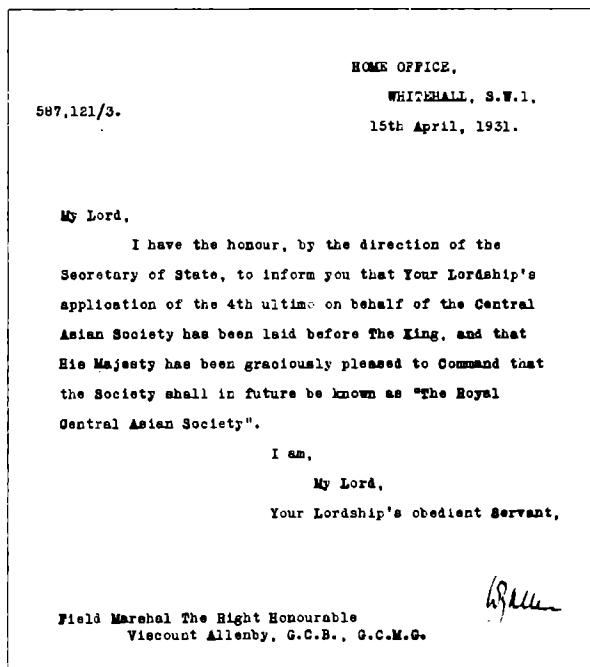 HOME OFFICE,
WHITEHALL, S.W.1,
587,121/3.
15th April, 1931.
My Lord,
I have the honour, by the direction of the
Secretary of State, to inform you that Your Lordship's
application of the 4th ultimo on behalf of the Central
Asian Society has been laid before The King, and that
His Majesty has been graciously pleased to Command that
the Society shall in future be known as "The Royal
Central Asian Society".
I am,
My Lord,
Your Lordship's obedient Servant,
Field Marshal The Right Honourable
Viscount Allenby, G.C.B., G.C.M.G.